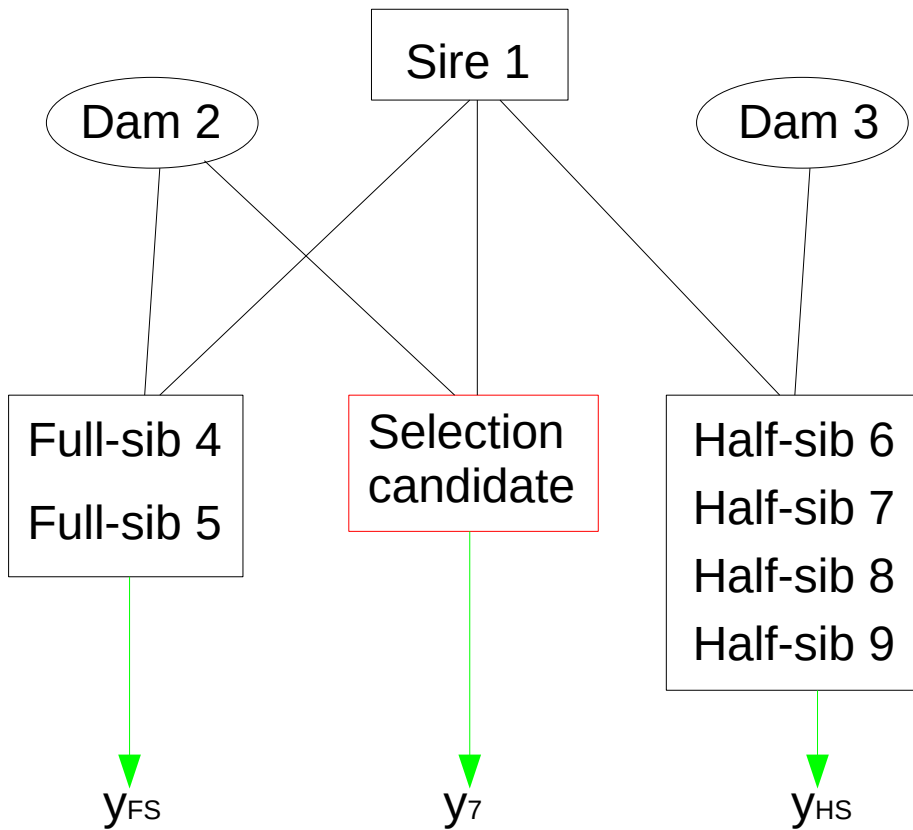 Sire 1
Dam 2
Dam 3
Full-sib 4
Full-sib 5
Selection
candidate
Half-sib 6
Half-sib 7
Half-sib 8
Half-sib 9
yFS
y7
yHS